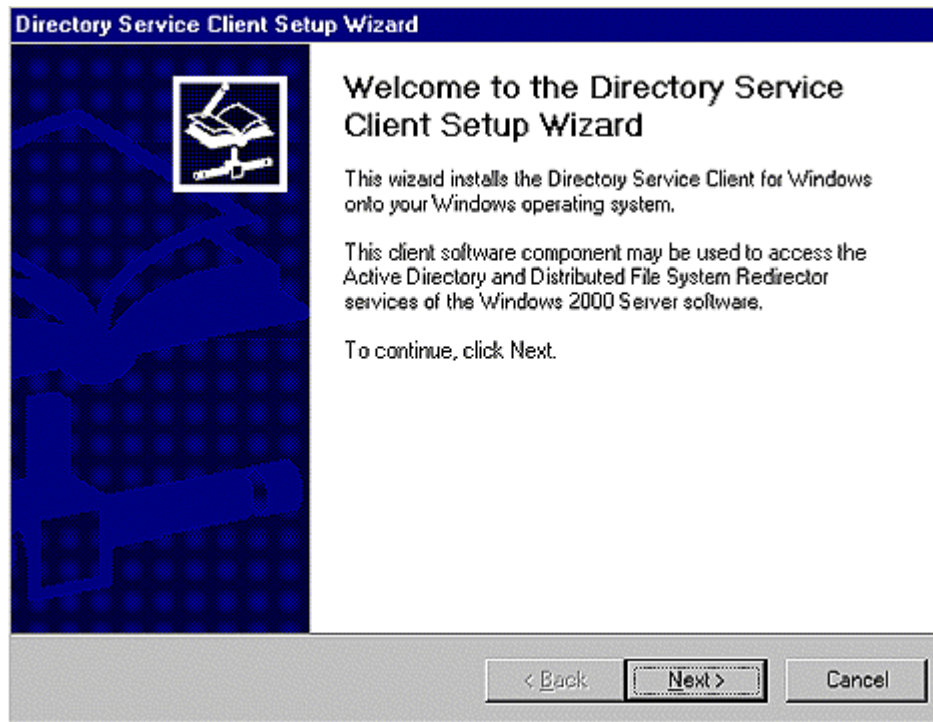 Directory Service Client Setup Wizard
Welcome to the Directory Service
Client Setup Wizard
This wizard installs the Directory Service Client for Windows
onto your Windows operating system.
This client software component may be used to access the
Active Directory and Distributed File System Redirector
services of the Windows 2000 Server software.
To continue, click Next.
< Back
Next >
Cancel